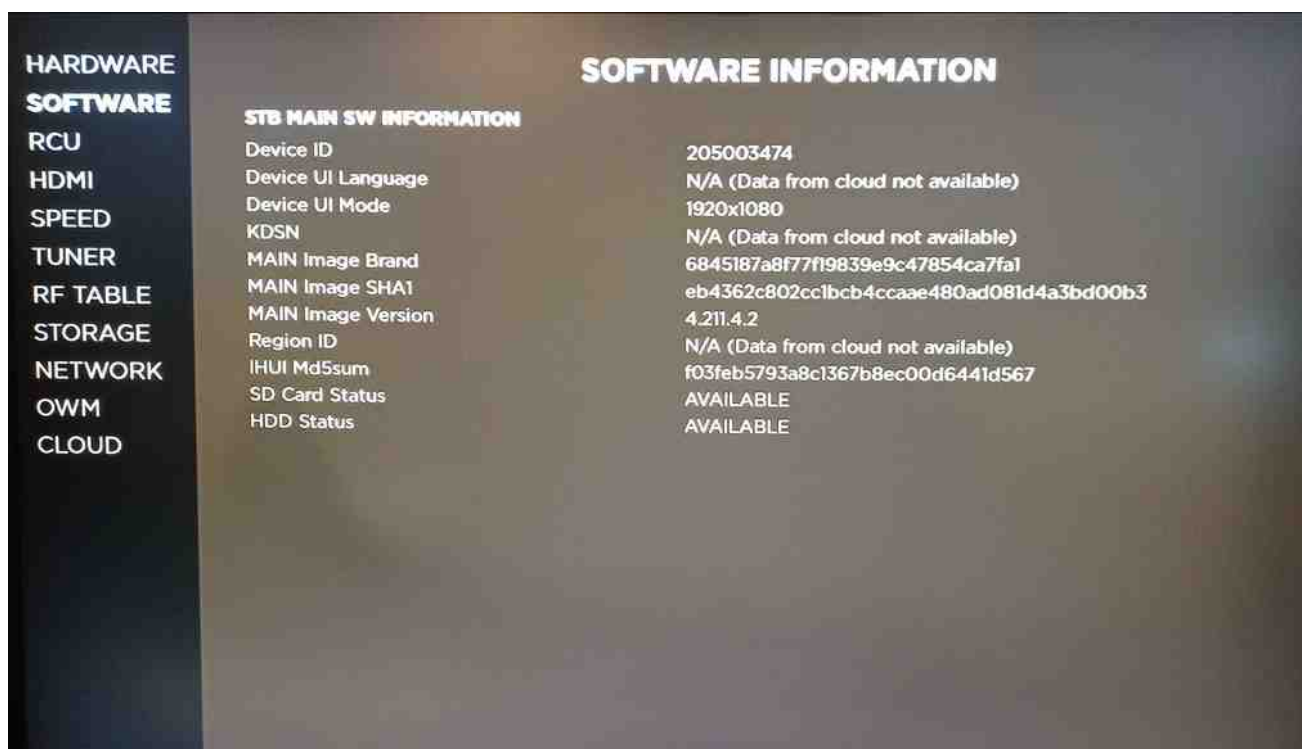 HARDWARE
SOFTWARE
RCU
HDMI
SPEED
TUNER
RF TABLE
STORAGE
NETWORK
OWM
CLOUD
SOFTWARE INFORMATION
STB MAIN SW INFORMATION
Device ID 205003474
Device UI Language N/A (Data from cloud not available)
Device UI Mode 1920x1080
KDSN N/A (Data from cloud not available)
MAIN Image Brand 6845187a8f77f19839e9c47854ca7fa1
MAIN Image SHA1 eb4362c802cc1bcb4ccaae480ad081d4a3bd00b3
MAIN Image Version 4.211.4.2
Region ID N/A (Data from cloud not available)
IHUI Md5sum f03feb5793a8c1367b8ec00d6441d567
SD Card Status AVAILABLE
HDD Status AVAILABLE